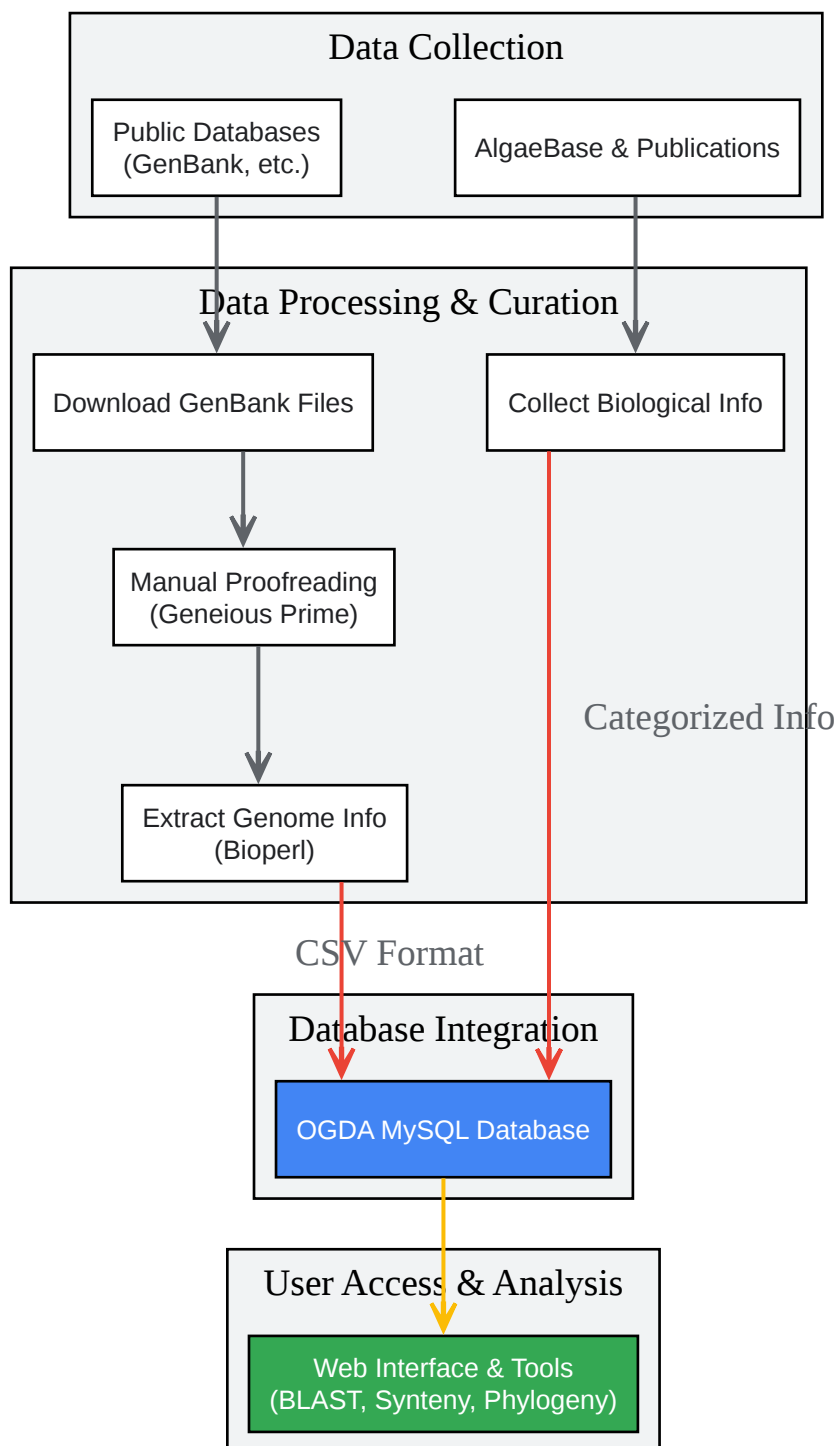 Data Collection
Public Databases
(GenBank, etc.)
AlgaeBase & Publications
Data Processing & Curation
Download GenBank Files
Collect Biological Info
Manual Proofreading
(Geneious Prime)
Categorized Info
Extract Genome Info
(Bioperl)
CSV Format
Database Integration
OGDA MySQL Database
User Access & Analysis
Web Interface & Tools
(BLAST, Synteny, Phylogeny)